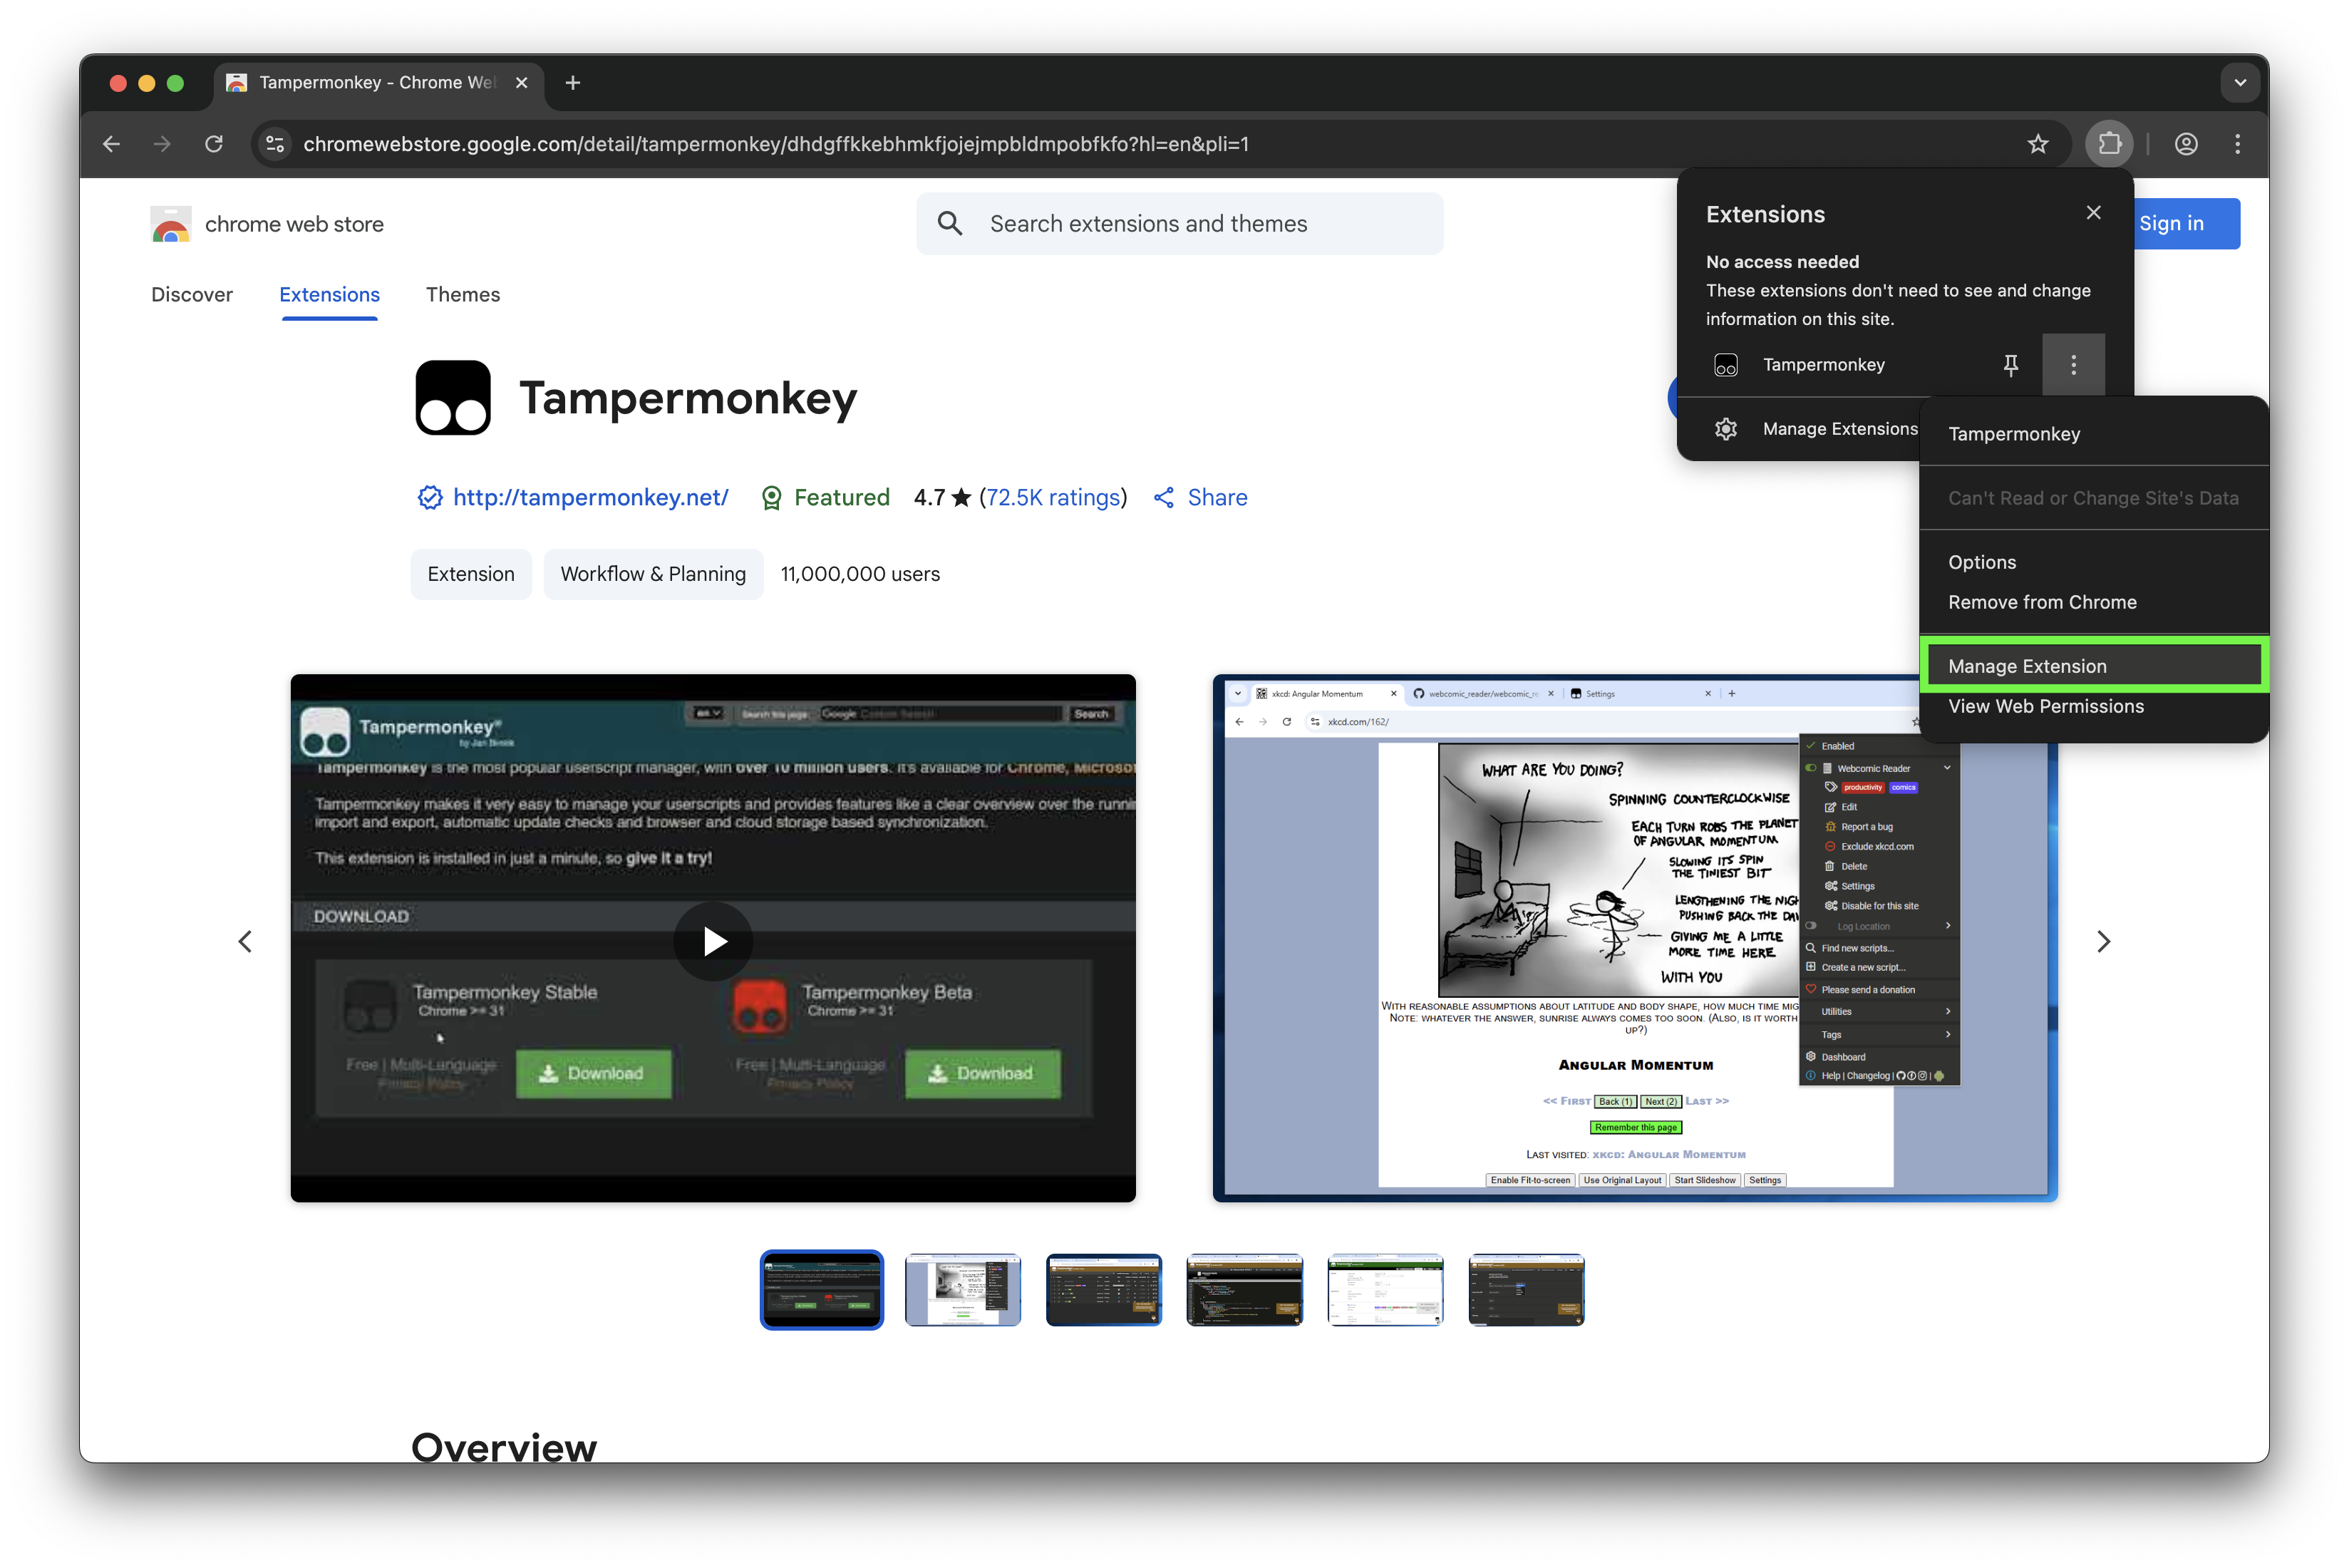 Tampermonkey - Chrome Web
chromewebstore.google.com/detail/tampermonkey/dhdgffkkebhmkfjojejmpbldmpobfkfo?hl=en&pli=1
chrome web store
Search extensions and themes
Sign in
Discover
Extensions
Themes
Extensions
No access needed
These extensions don't need to see and change
information on this site.
Tampermonkey
Manage Extensions
Tampermonkey
Can't Read or Change Site's Data
Options
Remove from Chrome
Manage Extension
View Web Permissions
Tampermonkey
http://tampermonkey.net/
Featured
4.7 ★ (72.5K ratings)
Share
Extension
Workflow & Planning
11,000,000 users
Tampermonkey®
by Jan Biniok
Search this page:
Google Custom Search
Search
Tampermonkey is the most popular userscript manager, with over 10 million users. It's available for Chrome, Microsof
Tampermonkey makes it very easy to manage your userscripts and provides features like a clear overview over the runni
import and export, automatic update checks and browser and cloud storage based synchronization.
This extension is installed in just a minute, so give it a try!
DOWNLOAD
Tampermonkey Stable
Chrome >= 31
Free | Multi-Language
Privacy Policy
Download
Tampermonkey Beta
Chrome >= 31
Free | Multi-Language
Privacy Policy
Download
xkcd: Angular Momentum
webcomic_reader/webcomic_re
Settings
xkcd.com/162/
WHAT ARE YOU DOING?
SPINNING COUNTERCLOCKWISE
EACH TURN ROBS THE PLANET
OF ANGULAR MOMENTUM
SLOWING ITS SPIN
THE TINIEST BIT
LENGTHENING THE NIGH
PUSHING BACK THE DA
GIVING ME A LITTLE
MORE TIME HERE
WITH YOU
WITH REASONABLE ASSUMPTIONS ABOUT LATITUDE AND BODY SHAPE, HOW MUCH TIME MIG
NOTE: WHATEVER THE ANSWER, SUNRISE ALWAYS COMES TOO SOON. (ALSO, IS IT WORTH
UP?)
ANGULAR MOMENTUM
<< FIRST Back (1) Next (2) LAST >>
Remember this page
LAST VISITED: XKCD: ANGULAR MOMENTUM
Enable Fit-to-screen
Use Original Layout
Start Slideshow
Settings
Enabled
Webcomic Reader
productivity
comics
Edit
Report a bug
Exclude xkcd.com
Delete
Settings
Disable for this site
Log Location
Find new scripts...
Create a new script...
Please send a donation
Utilities
Tags
Dashboard
Help | Changelog |
Overview